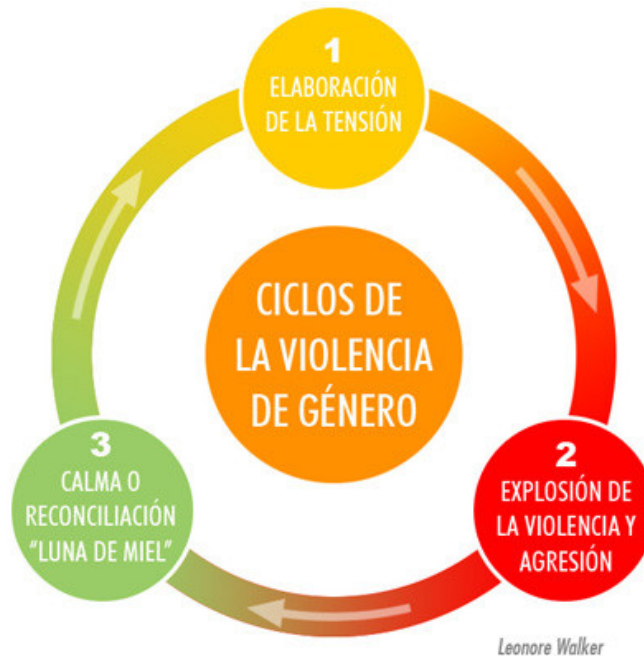 1
ELABORACIÓN
DE LA TENSIÓN
CICLOS DE
LA VIOLENCIA
DE GÉNERO
2
EXPLOSIÓN DE
LA VIOLENCIA Y
AGRESIÓN
3
CALMA O
RECONCILIACIÓN
"LUNA DE MIEL"
Leonore Walker